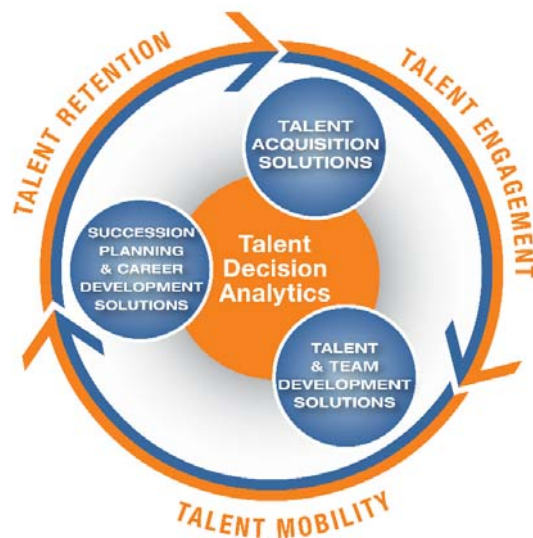 TALENT RETENTION
TALENT ENGAGEMENT
TALENT
ACQUISITION
SOLUTIONS
SUCCESSION
PLANNING
& CAREER
DEVELOPMENT
SOLUTIONS
Talent
Decision
Analytics
TALENT
& TEAM
DEVELOPMENT
SOLUTIONS
TALENT MOBILITY